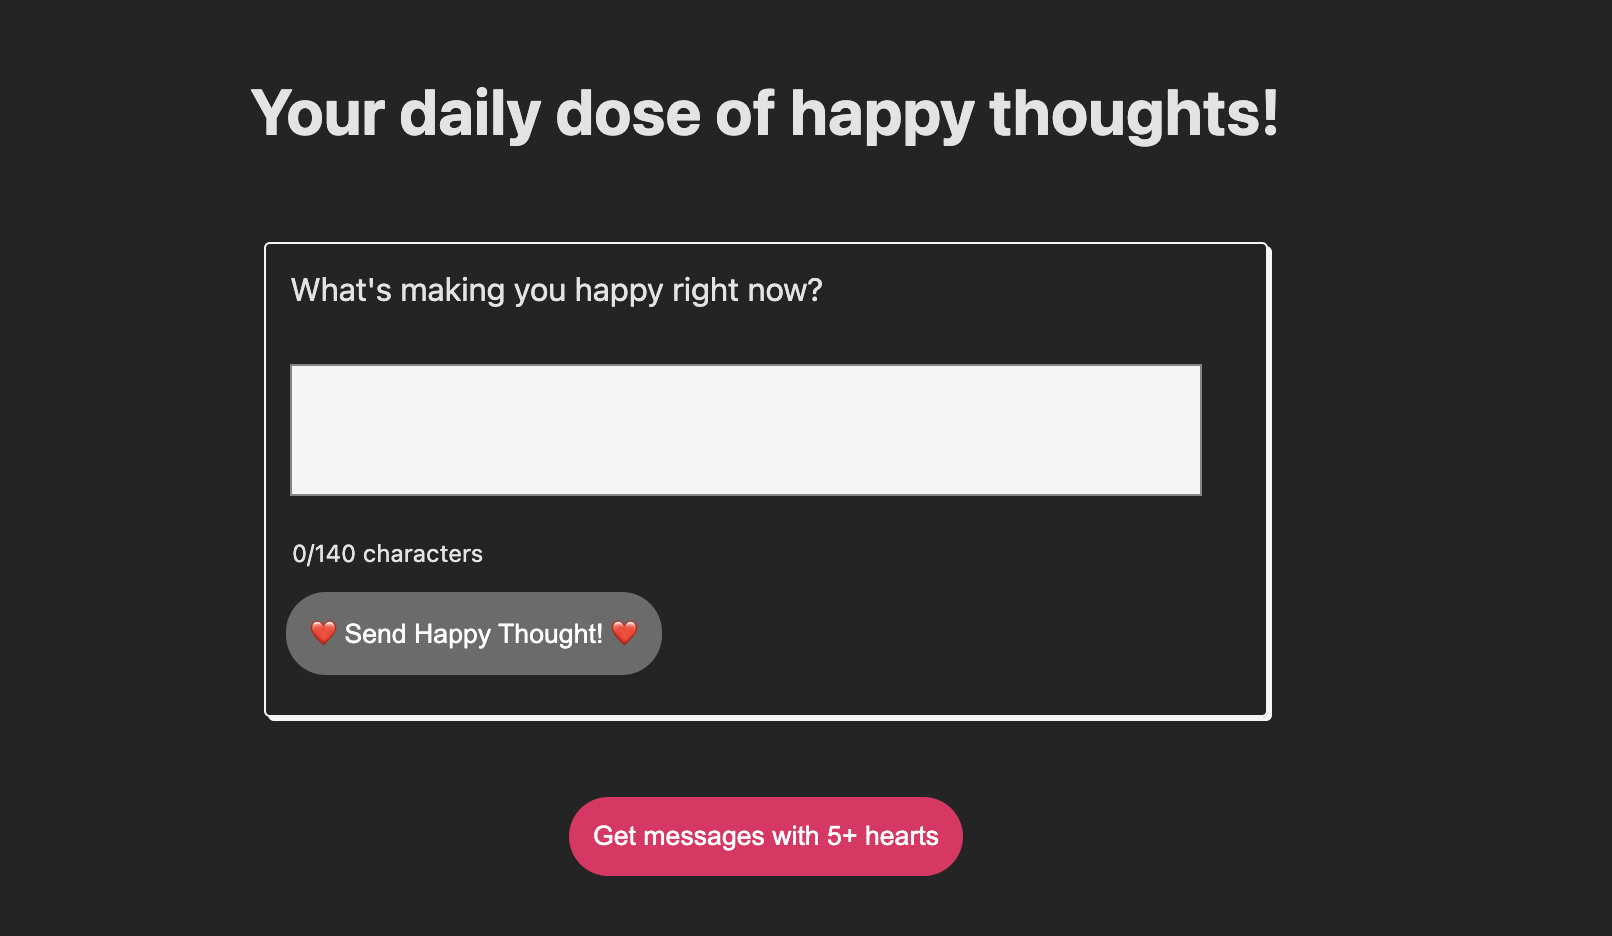 Your daily dose of happy thoughts!
What's making you happy right now?
0/140 characters
❤️ Send Happy Thought! ❤️
Get messages with 5+ hearts